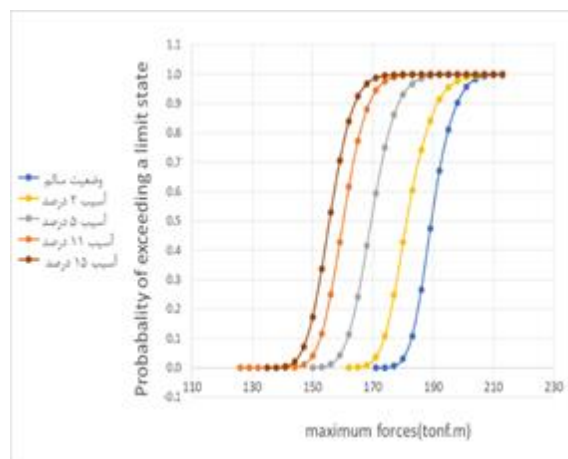 1.1
1.0
0.9
0.8
0.7
0.6
0.5
0.4
0.3
0.2
0.1
0.0
-0.1
110 130 150 170 190 210 230
Probabality of exceeding a limit state
maximum forces(tonf.m)
وضعیت سالم
آسیب ۲ درصد
آسیب ۵ درصد
آسیب ۱۱ درصد
آسیب ۱۵ درصد